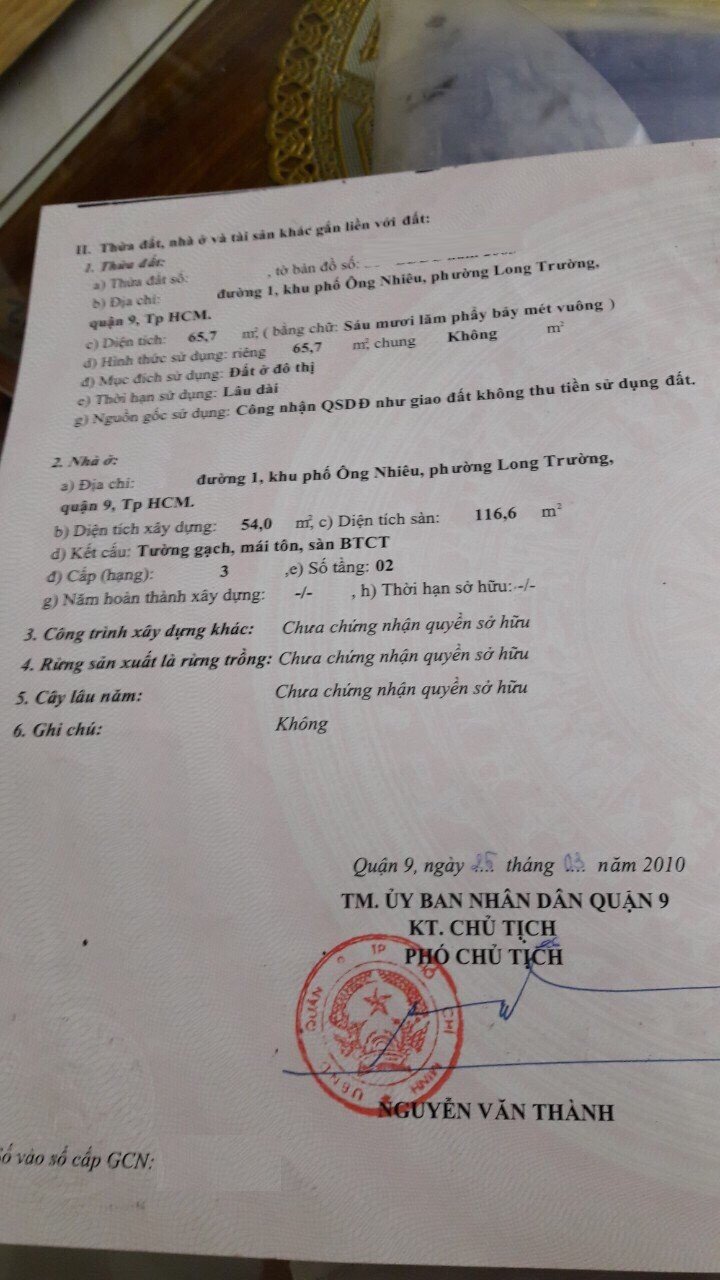 II. Thửa đất, nhà ở và tài sản khác gắn liền với đất:
1. Thửa đất:
a) Thửa đất số: , tờ bản đồ số:
b) Địa chỉ: đường 1, khu phố Ông Nhiêu, phường Long Trường,
quận 9, Tp HCM.
c) Diện tích: 65,7 m², ( bằng chữ: Sáu mươi lăm phẩy bảy mét vuông )
d) Hình thức sử dụng: riêng 65,7 m², chung Không m²
đ) Mục đích sử dụng: Đất ở đô thị
e) Thời hạn sử dụng: Lâu dài
g) Nguồn gốc sử dụng: Công nhận QSDĐ như giao đất không thu tiền sử dụng đất.
2. Nhà ở:
a) Địa chỉ: đường 1, khu phố Ông Nhiêu, phường Long Trường,
quận 9, Tp HCM.
b) Diện tích xây dựng: 54,0 m², c) Diện tích sàn: 116,6 m²
d) Kết cấu: Tường gạch, mái tôn, sàn BTCT
đ) Cấp (hạng): 3 ,e) Số tầng: 02
g) Năm hoàn thành xây dựng: -/- , h) Thời hạn sở hữu: -/-
3. Công trình xây dựng khác: Chưa chứng nhận quyền sở hữu
4. Rừng sản xuất là rừng trồng: Chưa chứng nhận quyền sở hữu
5. Cây lâu năm: Chưa chứng nhận quyền sở hữu
6. Ghi chú: Không
Quận 9, ngày 25 tháng 03 năm 2010
TM. ỦY BAN NHÂN DÂN QUẬN 9
KT. CHỦ TỊCH
PHÓ CHỦ TỊCH
UBND QUẬN 9 TP HỒ CHÍ MINH
NGUYỄN VĂN THÀNH
Số vào sổ cấp GCN: